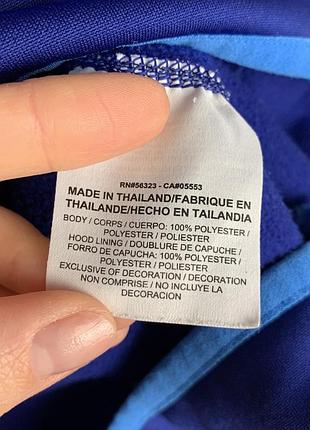 RN#56323 - CA#05553
MADE IN THAILAND/FABRIQUE EN
THAILANDE/HECHO EN TAILANDIA
BODY / CORPS / CUERPO: 100% POLYESTER /
POLYESTER / POLIESTER
HOOD LINING / DOUBLURE DE CAPUCHE /
FORRO DE CAPUCHA: 100% POLYESTER /
POLYESTER / POLIESTER
EXCLUSIVE OF DECORATION / DECORATION
NON COMPRISE / NO INCLUYE LA
DECORACION